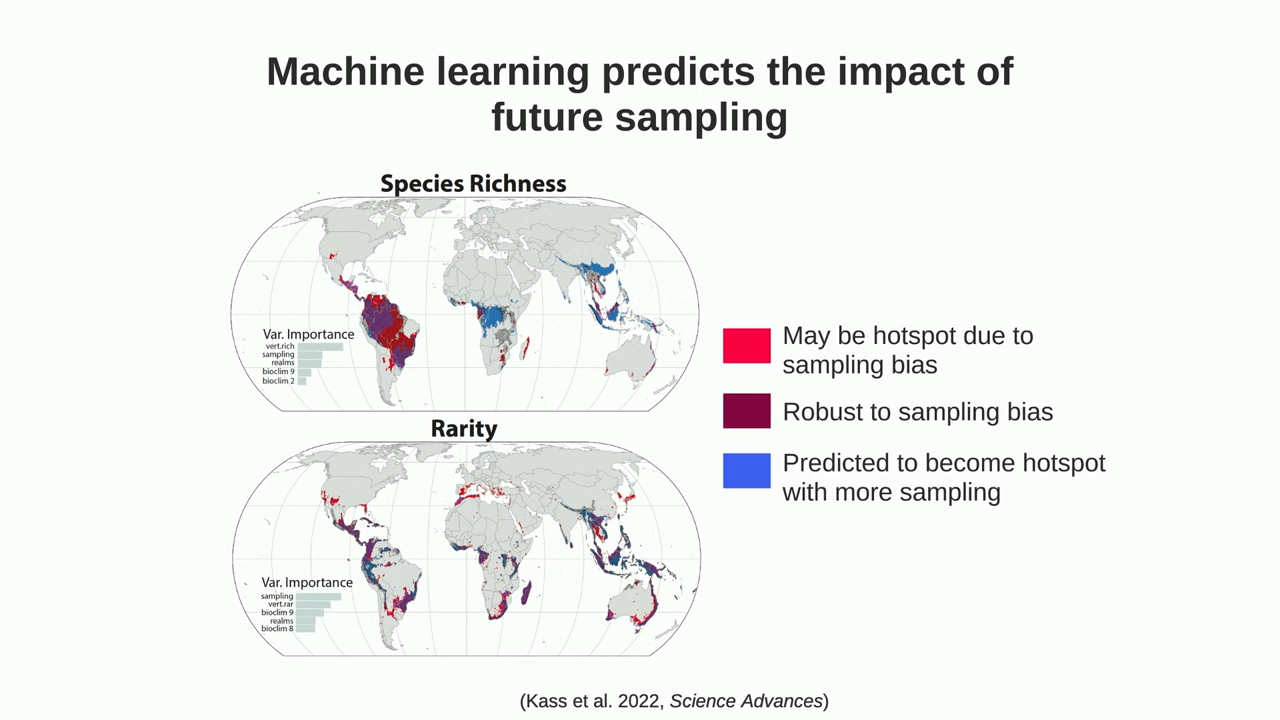 Machine learning predicts the impact of
future sampling
Species Richness
Var. Importance
vert.rich
sampling
realms
bioclim 9
bioclim 2
Rarity
Var. Importance
sampling
vert.rar
bioclim 9
realms
bioclim 8
May be hotspot due to
sampling bias
Robust to sampling bias
Predicted to become hotspot
with more sampling
(Kass et al. 2022, Science Advances)